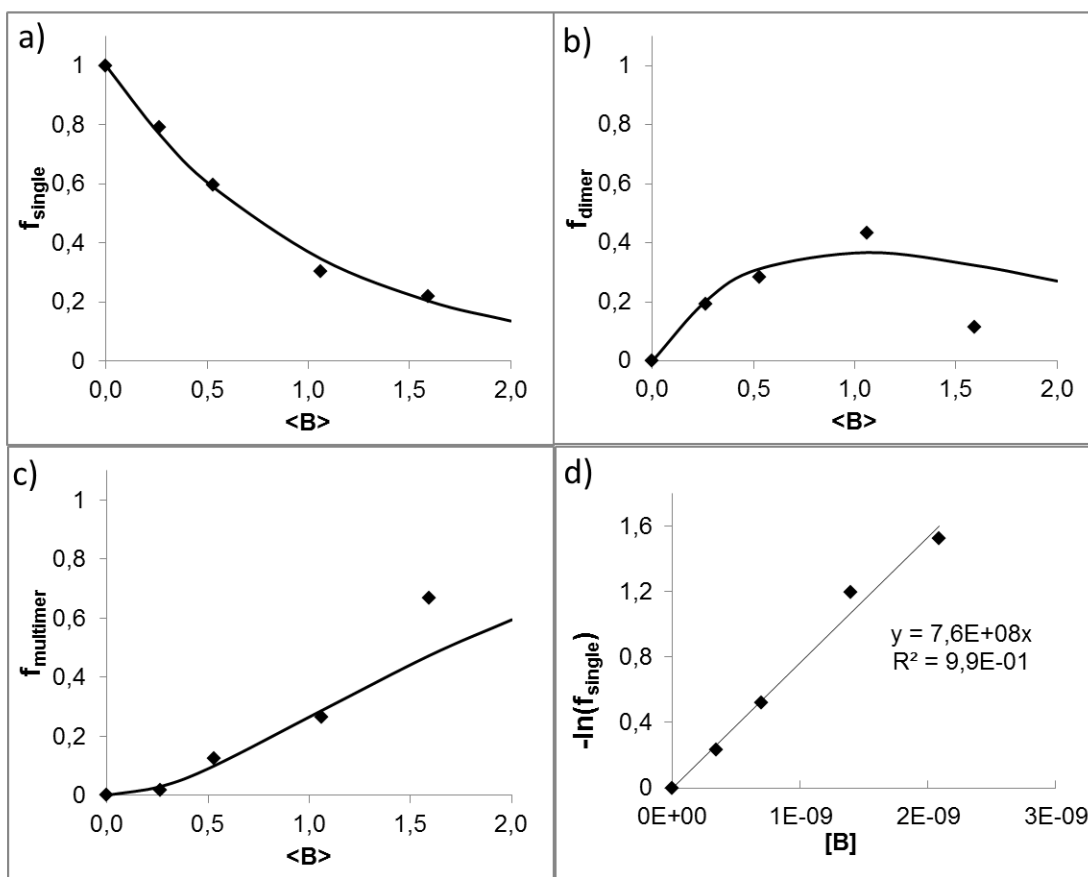 a)
1
0,8
0,6
0,4
0,2
0
f_single
0,0 0,5 1,0 1,5 2,0
<B>
b)
1
0,8
0,6
0,4
0,2
0
f_dimer
0,0 0,5 1,0 1,5 2,0
<B>
c)
1
0,8
0,6
0,4
0,2
0
f_multimer
0,0 0,5 1,0 1,5 2,0
<B>
d)
1,6
1,2
0,8
0,4
0
-ln(f_single)
y = 7,6E+08x
R² = 9,9E-01
0E+00 1E-09 2E-09 3E-09
[B]